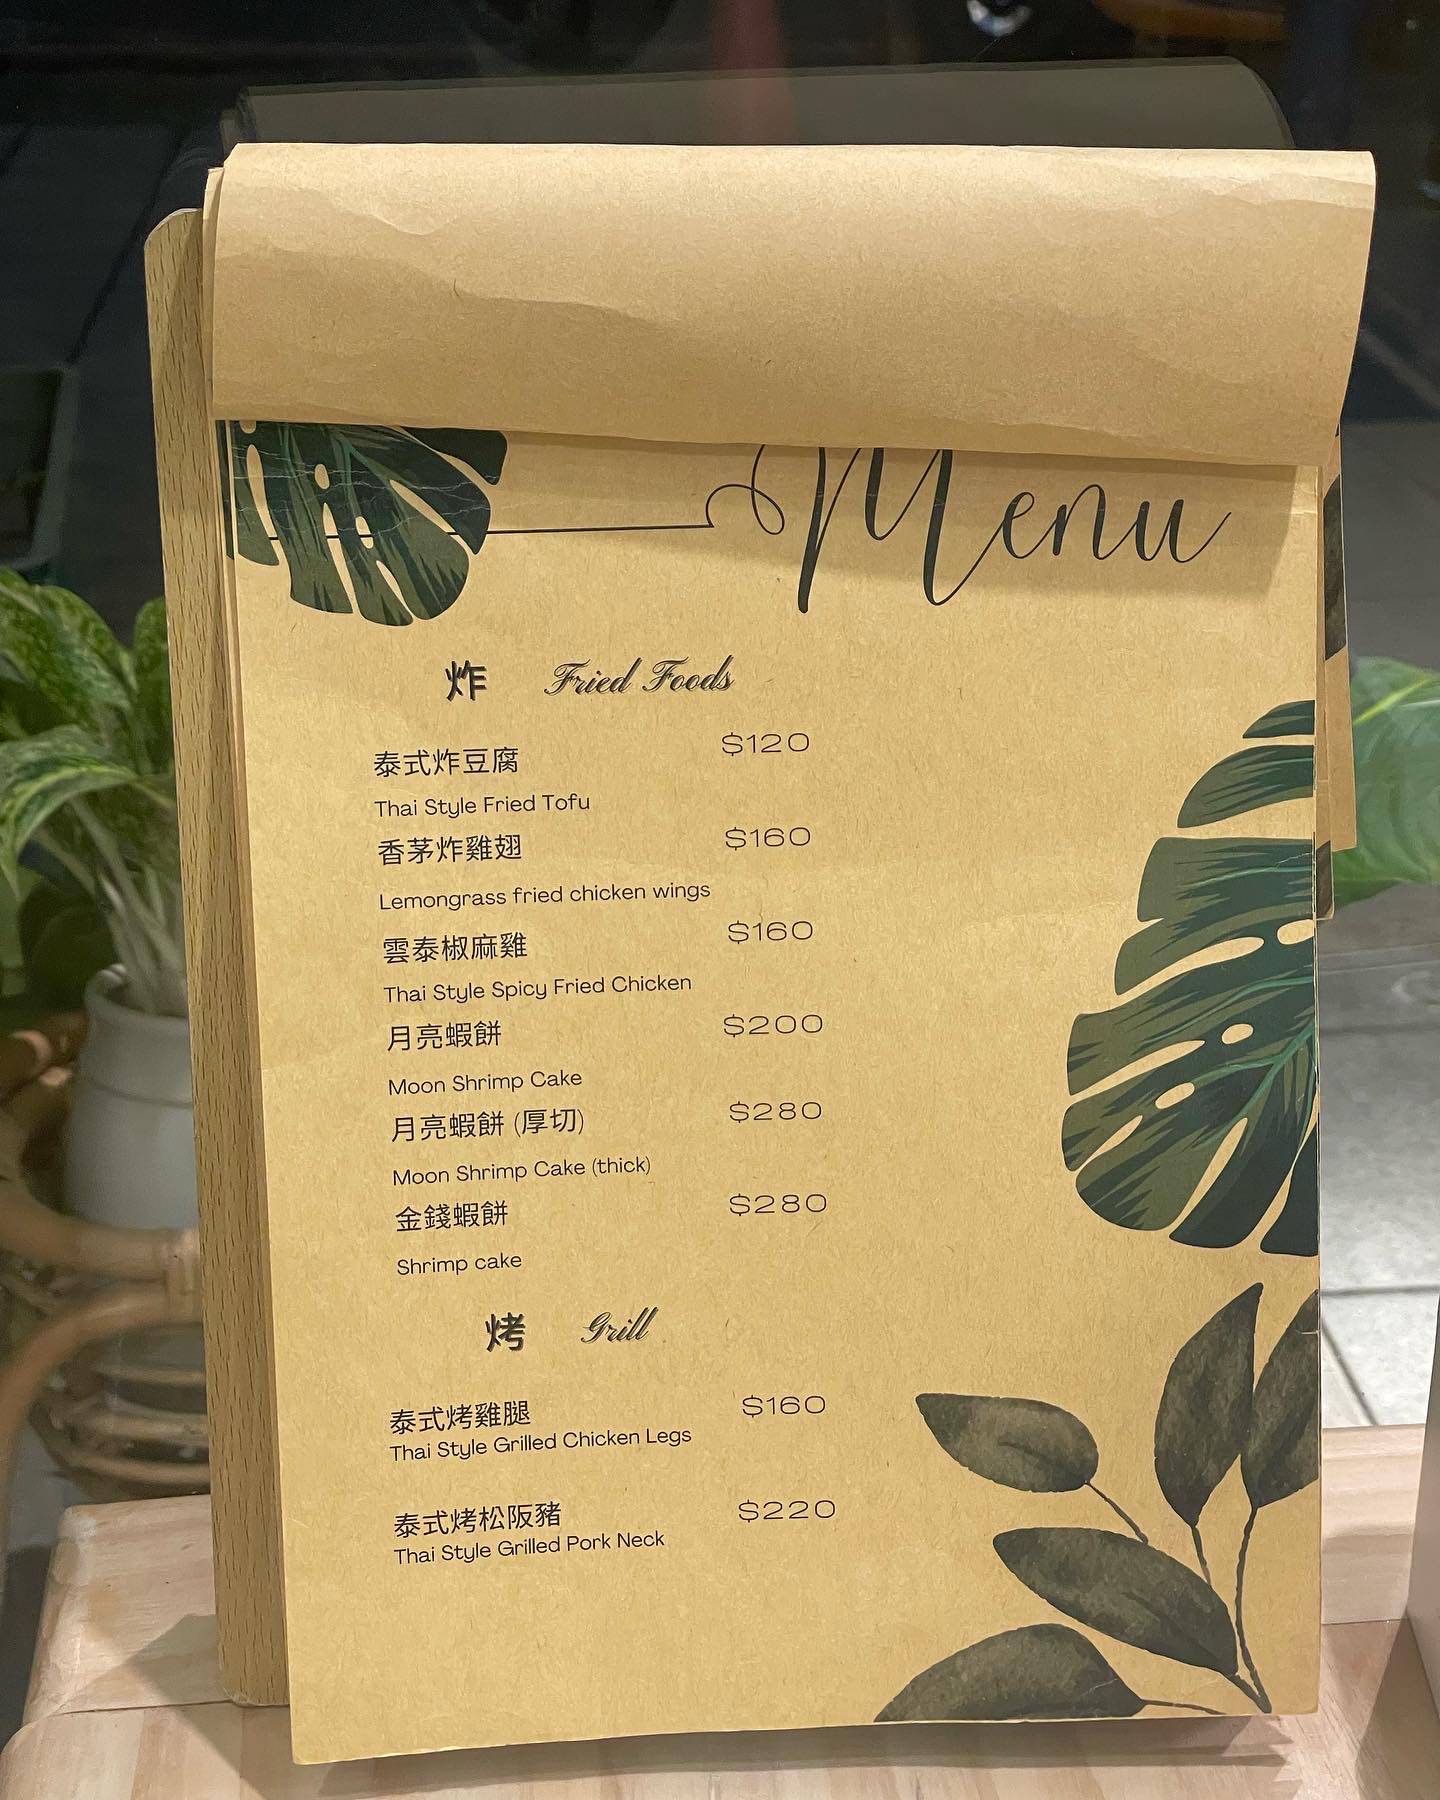 Menu
炸 Fried Foods
泰式炸豆腐 $120
Thai Style Fried Tofu
香茅炸雞翅 $160
Lemongrass fried chicken wings
雲泰椒麻雞 $160
Thai Style Spicy Fried Chicken
月亮蝦餅 $200
Moon Shrimp Cake
月亮蝦餅 (厚切) $280
Moon Shrimp Cake (thick)
金錢蝦餅 $280
Shrimp cake
烤 Grill
泰式烤雞腿 $160
Thai Style Grilled Chicken Legs
泰式烤松阪豬 $220
Thai Style Grilled Pork Neck